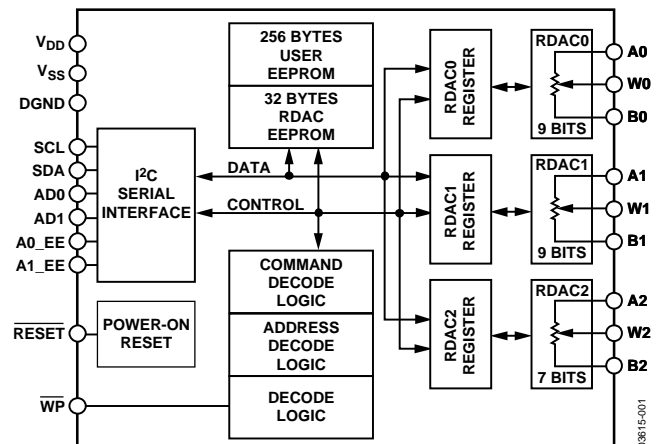 V_DD
V_SS
DGND
SCL
SDA
AD0
AD1
A0_EE
A1_EE
RESET
WP
I²C
SERIAL
INTERFACE
POWER-ON
RESET
256 BYTES
USER
EEPROM
32 BYTES
RDAC
EEPROM
DATA
CONTROL
COMMAND
DECODE
LOGIC
ADDRESS
DECODE
LOGIC
DECODE
LOGIC
RDAC0
REGISTER
RDAC1
REGISTER
RDAC2
REGISTER
RDAC0
9 BITS
RDAC1
9 BITS
RDAC2
7 BITS
A0
W0
B0
A1
W1
B1
A2
W2
B2
03615-001